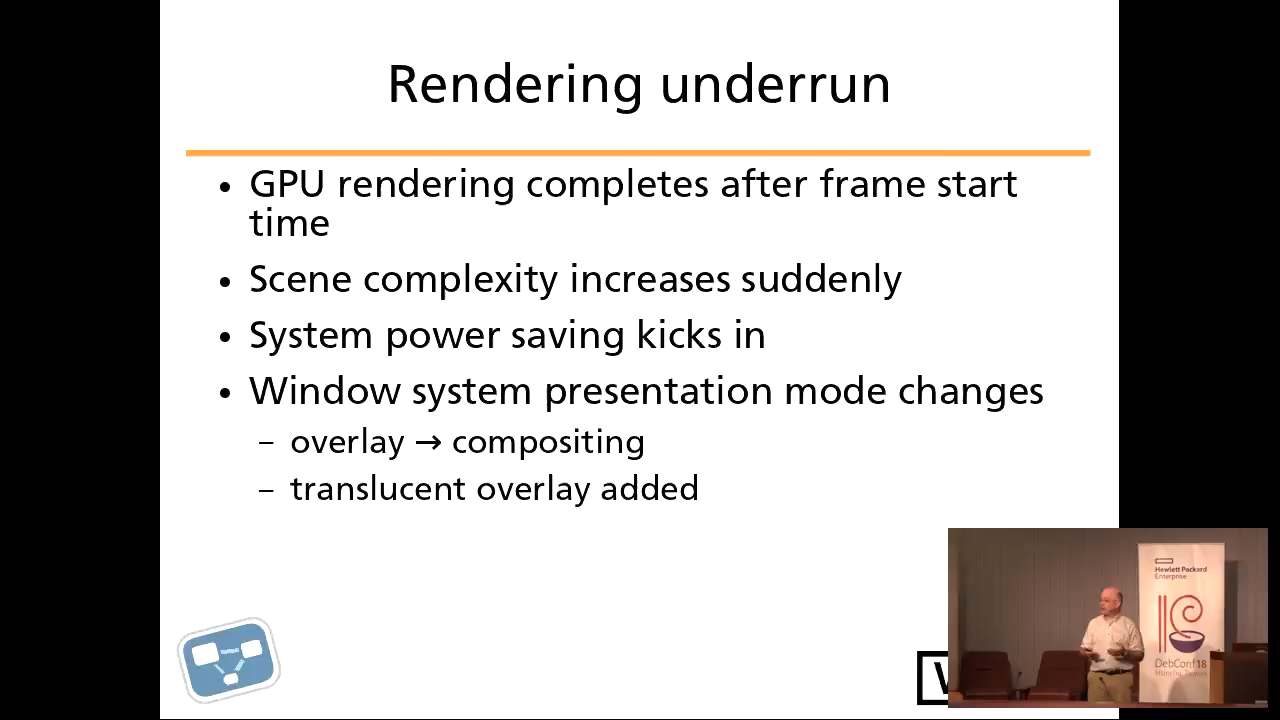 Rendering underrun
• GPU rendering completes after frame start
time
• Scene complexity increases suddenly
• System power saving kicks in
• Window system presentation mode changes
– overlay → compositing
– translucent overlay added
Hewlett Packard
Enterprise
DebConf18
Hsinchu, Taiwan